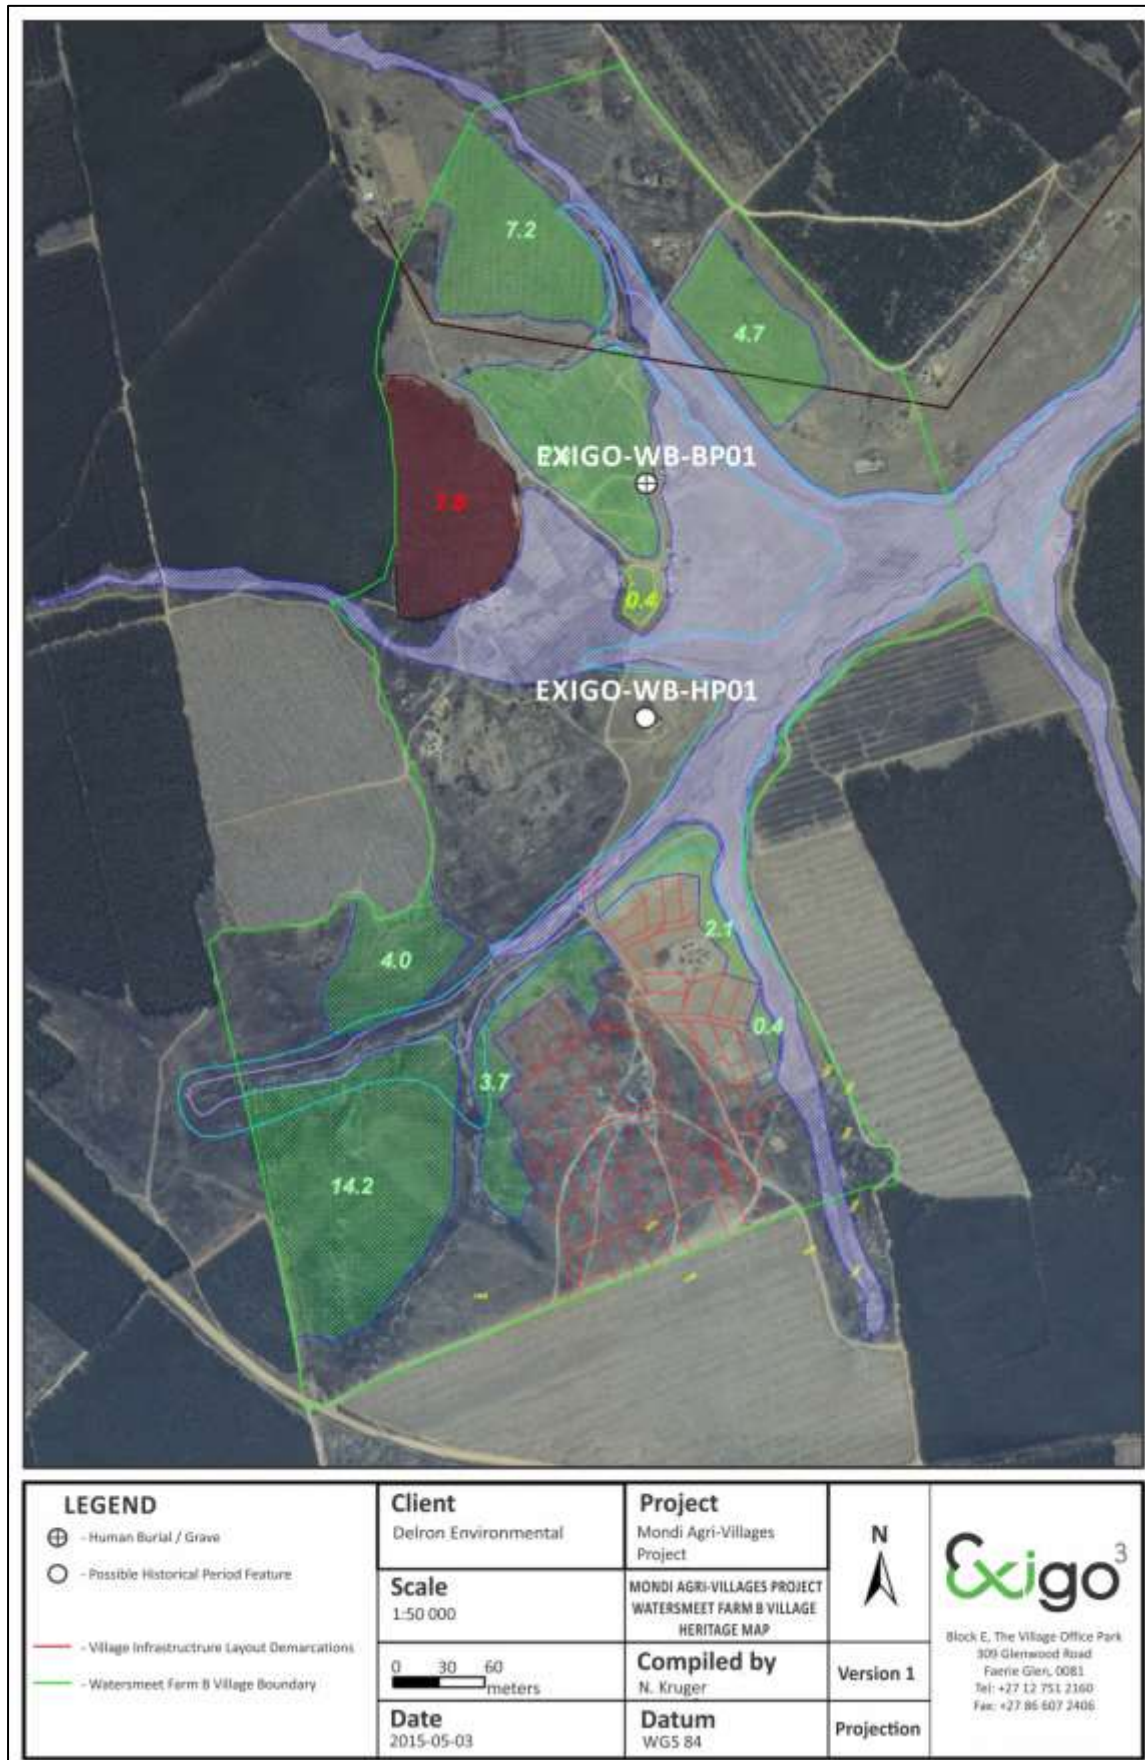 7.2
4.7
EXIGO-WB-BP01
0.4
EXIGO-WB-HP01
2.1
4.0
0.4
3.7
14.2
LEGEND
- Human Burial / Grave
- Possible Historical Period Feature
- Village Infrastructrure Layout Demarcations
- Watersmeet Farm B Village Boundary
Client
Delron Environmental
Scale
1:50 000
0 30 60
meters
Date
2015-05-03
Project
Mondi Agri-Villages
Project
MONDI AGRI-VILLAGES PROJECT
WATERSMEET FARM B VILLAGE
HERITAGE MAP
Compiled by
N. Kruger
Datum
WGS 84
N
Version 1
Projection
Exigo3
Block E, The Village Office Park
309 Glenwood Road
Faerie Glen, 0081
Tel: +27 12 751 2160
Fax: +27 86 607 2406